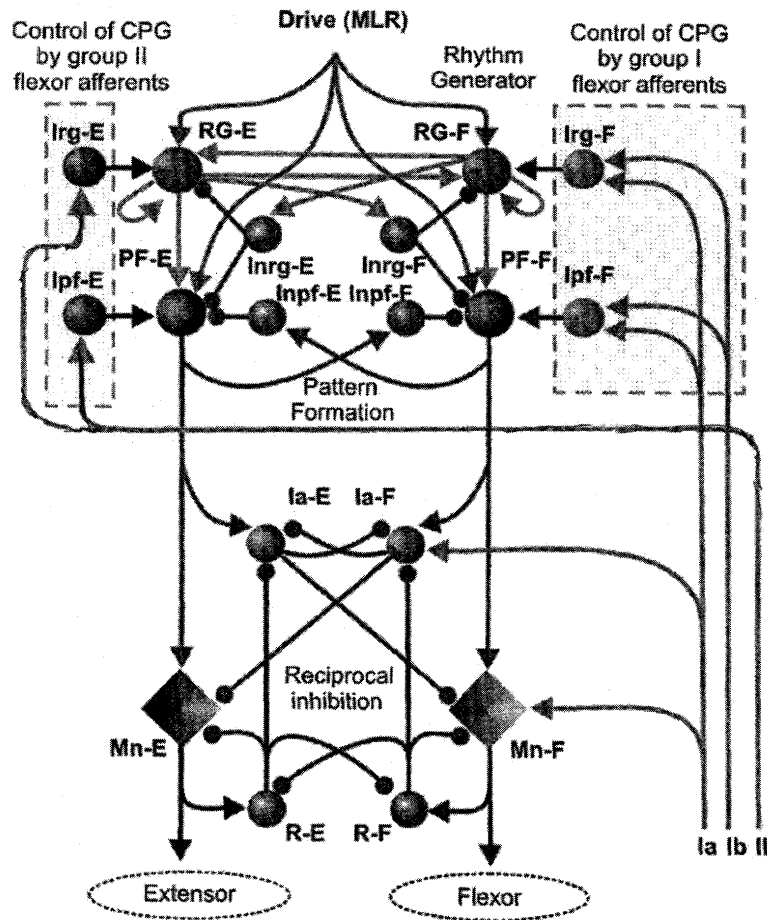 Drive (MLR)
Control of CPG
by group II
flexor afferents
Rhythm
Generator
Control of CPG
by group I
flexor afferents
Irg-E
RG-E
RG-F
Irg-F
Inrg-E
Inrg-F
PF-E
PF-F
Ipf-E
Inpf-E
Inpf-F
Ipf-F
Pattern
Formation
Ia-E
Ia-F
Reciprocal
inhibition
Mn-E
Mn-F
R-E
R-F
Ia
Ib
II
Extensor
Flexor